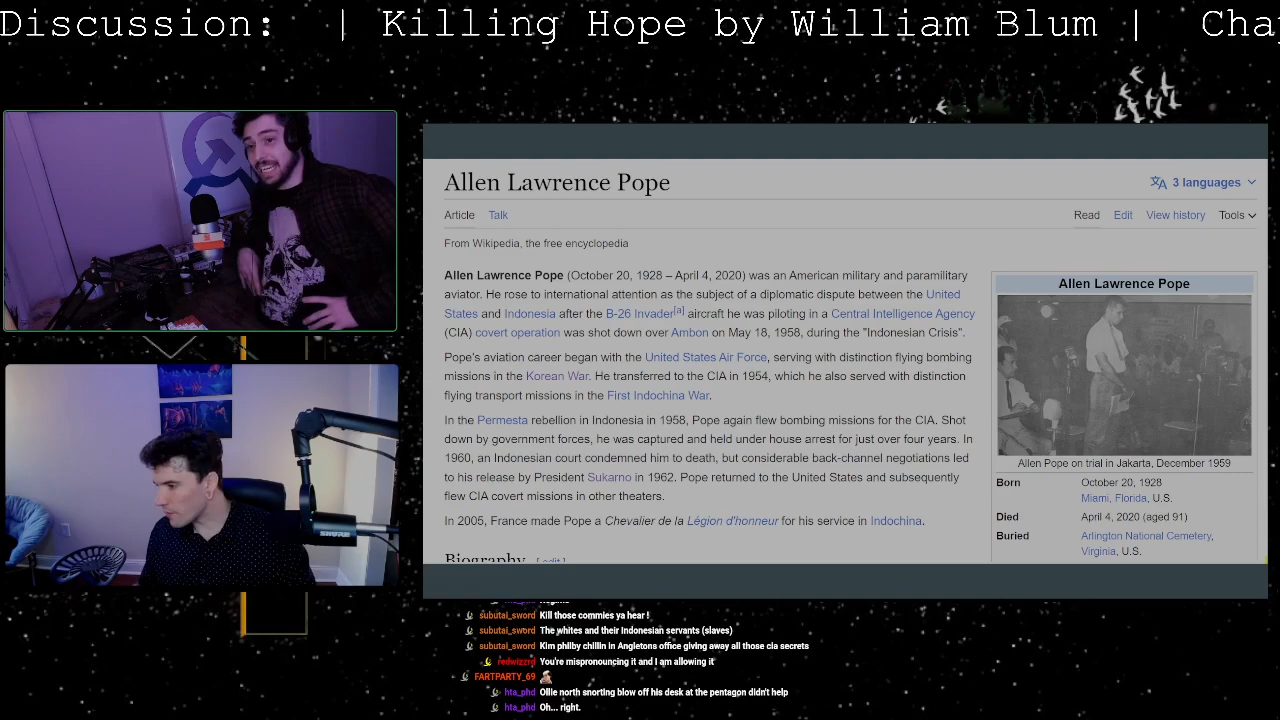 Discussion: | Killing Hope by William Blum | Cha
Allen Lawrence Pope
3 languages
Article Talk Read Edit View history Tools
From Wikipedia, the free encyclopedia
Allen Lawrence Pope (October 20, 1928 – April 4, 2020) was an American military and paramilitary
aviator. He rose to international attention as the subject of a diplomatic dispute between the United
States and Indonesia after the B-26 Invader[a] aircraft he was piloting in a Central Intelligence Agency
(CIA) covert operation was shot down over Ambon on May 18, 1958, during the "Indonesian Crisis".
Pope's aviation career began with the United States Air Force, serving with distinction flying bombing
missions in the Korean War. He transferred to the CIA in 1954, which he also served with distinction
flying transport missions in the First Indochina War.
In the Permesta rebellion in Indonesia in 1958, Pope again flew bombing missions for the CIA. Shot
down by government forces, he was captured and held under house arrest for just over four years. In
1960, an Indonesian court condemned him to death, but considerable back-channel negotiations led
to his release by President Sukarno in 1962. Pope returned to the United States and subsequently
flew CIA covert missions in other theaters.
In 2005, France made Pope a Chevalier de la Légion d'honneur for his service in Indochina.
Biography [ edit ]
Allen Lawrence Pope
Allen Pope on trial in Jakarta, December 1959
Born October 20, 1928
Miami, Florida, U.S.
Died April 4, 2020 (aged 91)
Buried Arlington National Cemetery,
Virginia, U.S.
SHURE
hta_phd
subutai_sword Kill those commies ya hear !
subutai_sword The whites and their Indonesian servants (slaves)
subutai_sword Kim philby chillin in Angletons office giving away all those cia secrets
redwizzrd You're mispronouncing it and I am allowing it
FARTPARTY_69
hta_phd Ollie north snorting blow off his desk at the pentagon didn't help
hta_phd Oh... right.